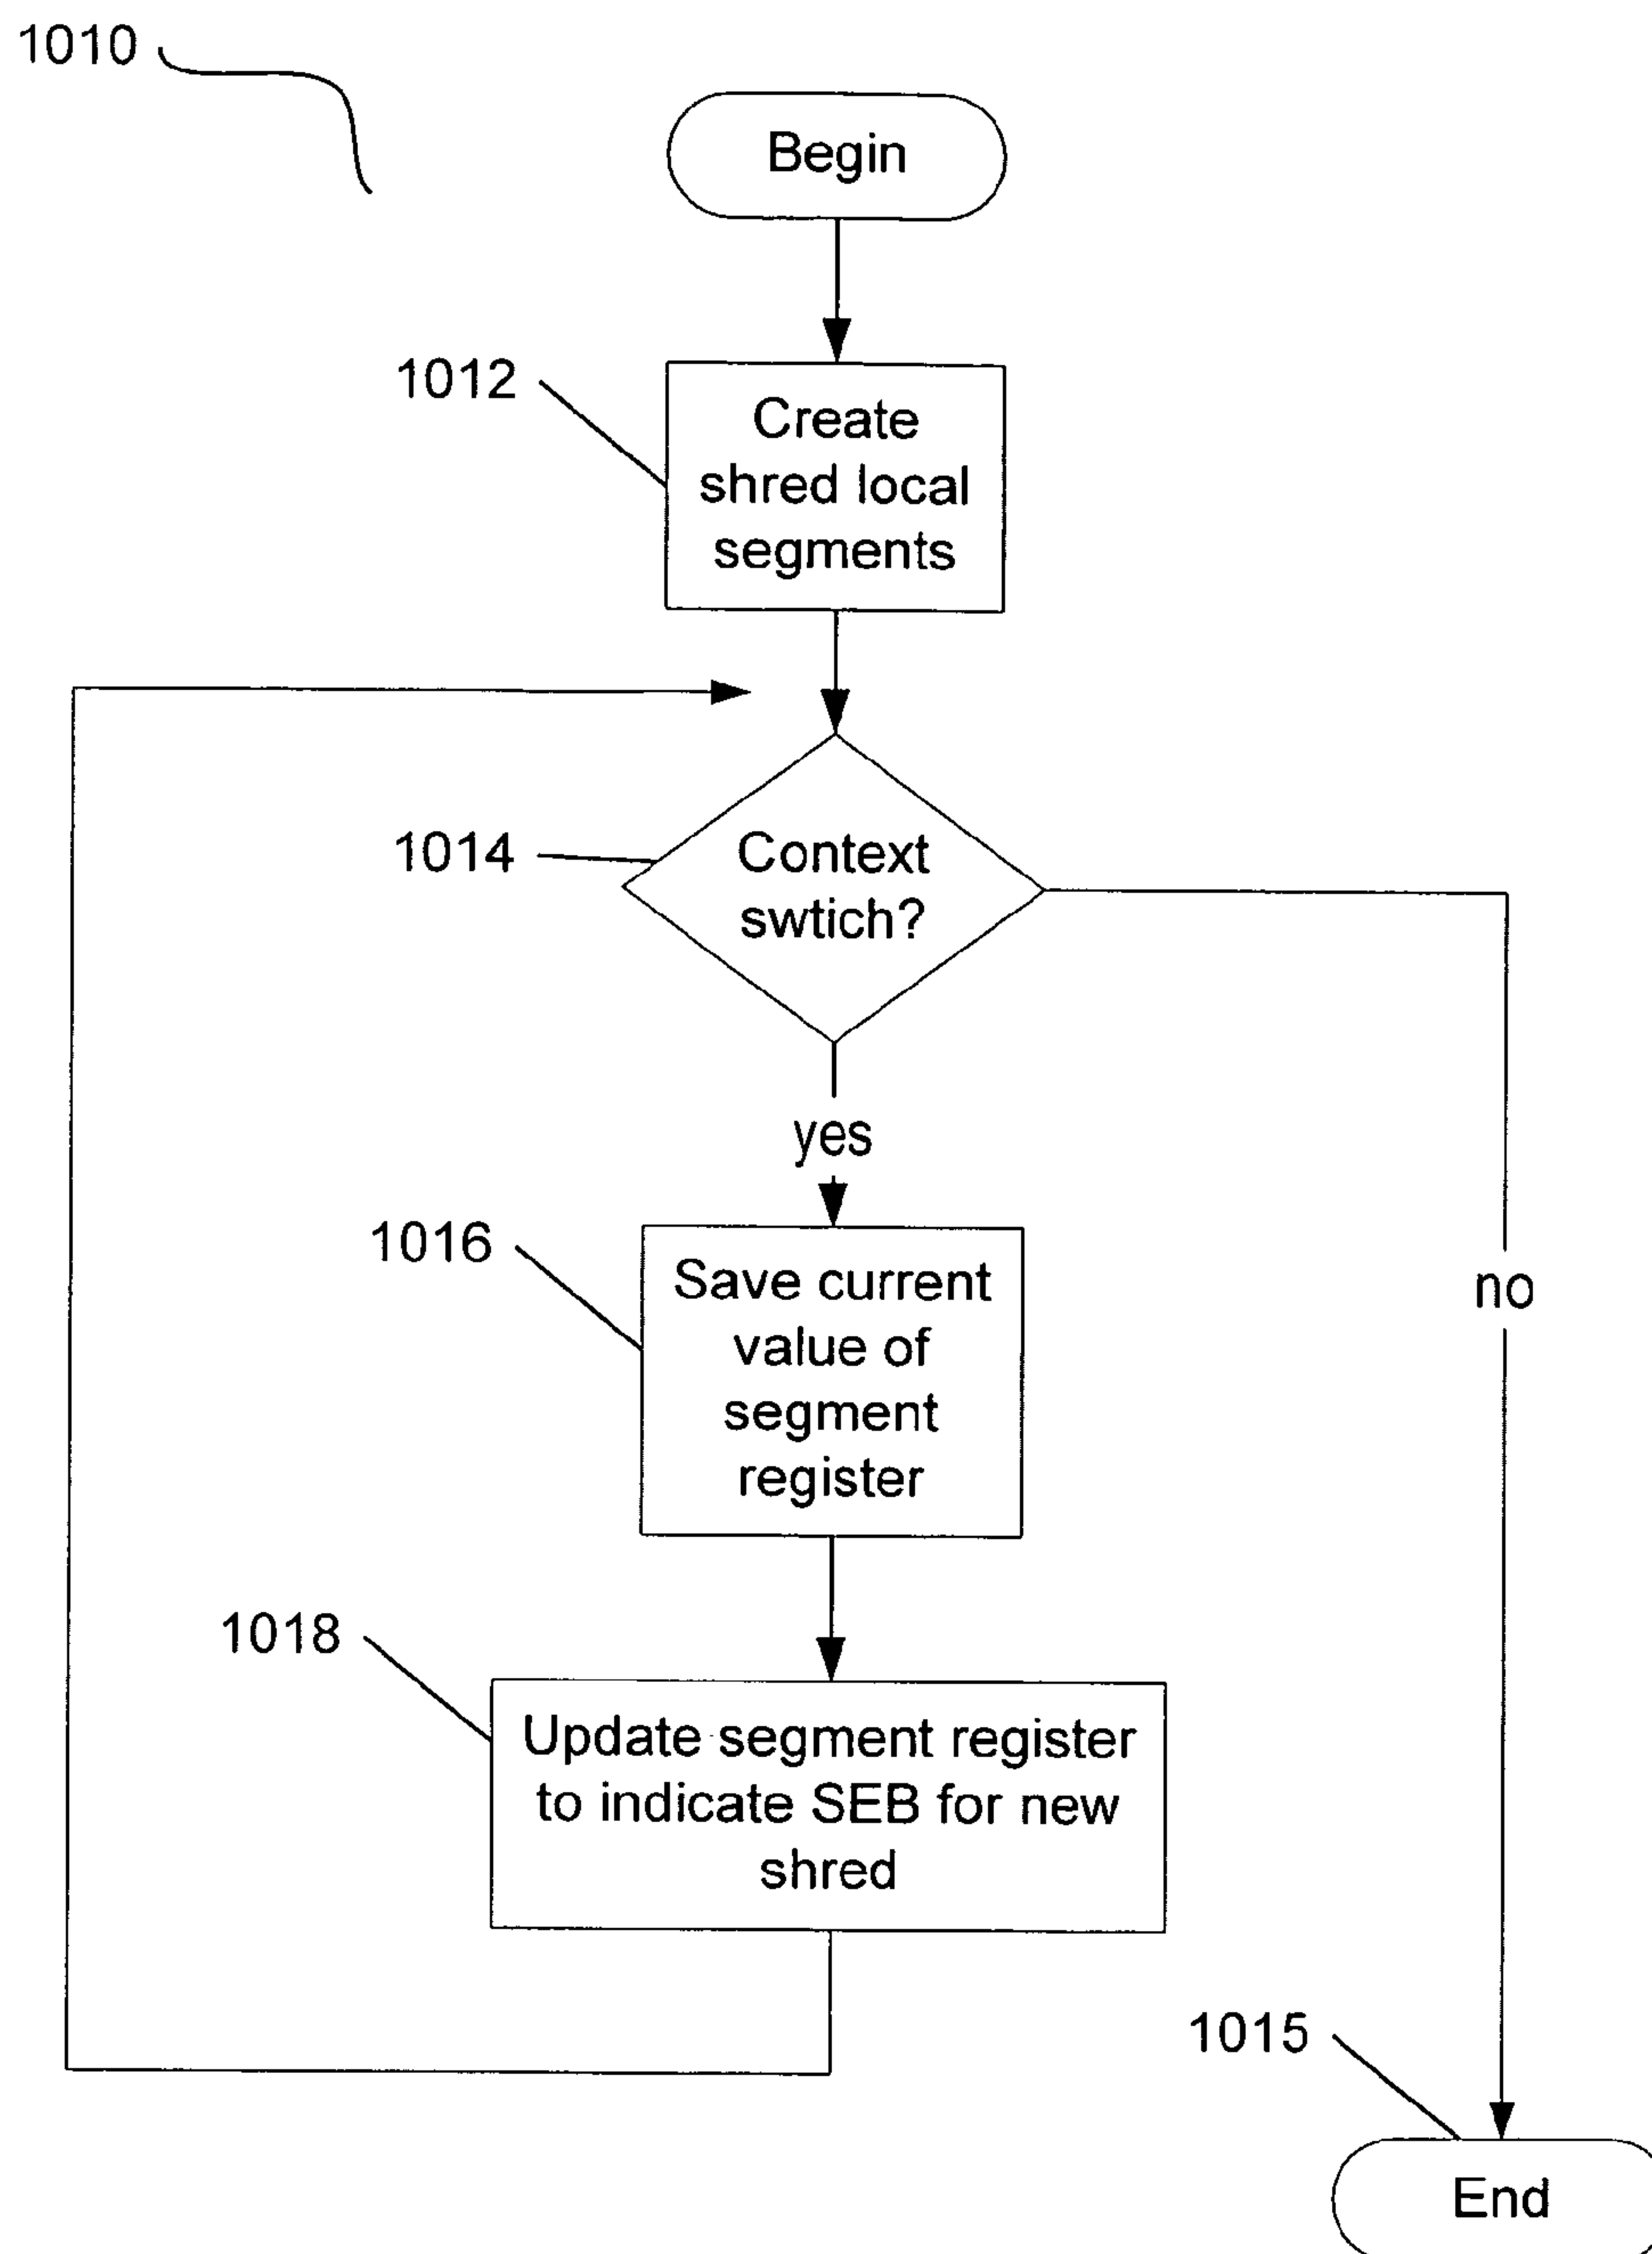 1010
Begin
1012
Create
shred local
segments
1014
Context
swtich?
yes
1016
Save current
value of
segment
register
no
1018
Update segment register
to indicate SEB for new
shred
1015
End